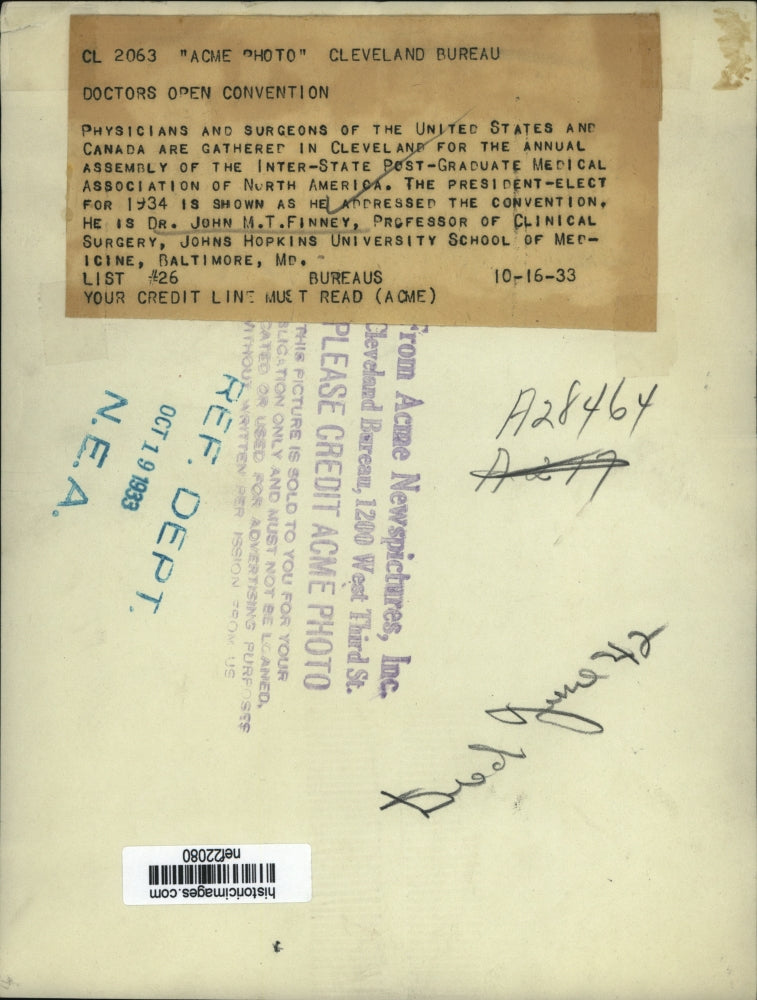 CL 2063 "ACME PHOTO" CLEVELAND BUREAU
DOCTORS OPEN CONVENTION
PHYSICIANS AND SURGEONS OF THE UNITED STATES AND
CANADA ARE GATHERED IN CLEVELAND FOR THE ANNUAL
ASSEMBLY OF THE INTER-STATE POST-GRADUATE MEDICAL
ASSOCIATION OF NORTH AMERICA. THE PRESIDENT-ELECT
FOR 1934 IS SHOWN AS HE ADDRESSED THE CONVENTION.
HE IS DR. JOHN M.T.FINNEY, PROFESSOR OF CLINICAL
SURGERY, JOHNS HOPKINS UNIVERSITY SCHOOL OF MED-
ICINE, BALTIMORE, MD.
LIST #26 BUREAUS 10-16-33
YOUR CREDIT LINE MUST READ (ACME)
From Acme Newspictures, Inc.
Cleveland Bureau, 1200 West Third St.
PLEASE CREDIT ACME PHOTO
THIS PICTURE IS SOLD TO YOU FOR YOUR
PUBLICATION ONLY AND MUST NOT BE LOANED,
OR USED FOR ADVERTISING PURPOSES
WITHOUT WRITTEN PERMISSION FROM US
REF. DEPT.
OCT 19 1933
N.E.A.
A28464
A217
historicimages.com
nef22080